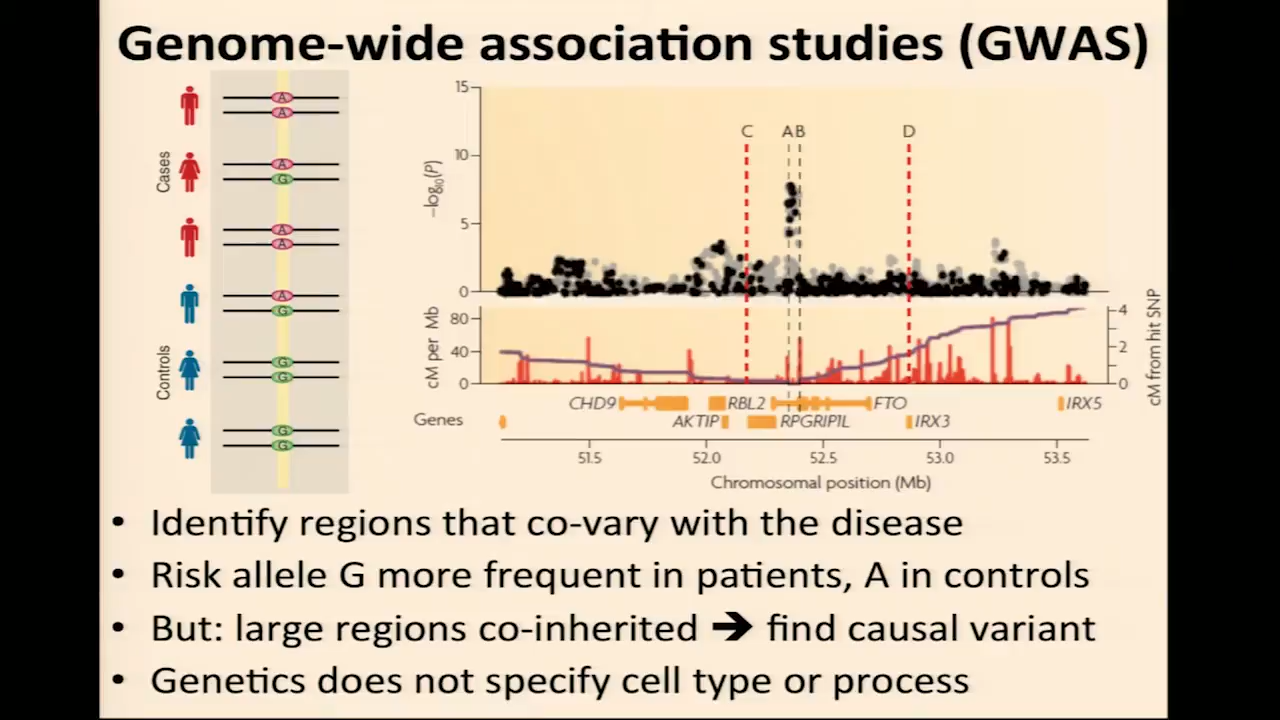 Genome-wide association studies (GWAS)
Cases
Controls
A
A
A
G
A
A
A
G
G
G
G
G
−log10(P)
15
10
5
0
C
A B
D
cM per Mb
80
40
0
4
2
0
cM from hit SNP
Genes
CHD9
RBL2
FTO
IRX5
AKTIP
RPGRIP1L
IRX3
51.5 52.0 52.5 53.0 53.5
Chromosomal position (Mb)
• Identify regions that co-vary with the disease
• Risk allele G more frequent in patients, A in controls
• But: large regions co-inherited ➔ find causal variant
• Genetics does not specify cell type or process